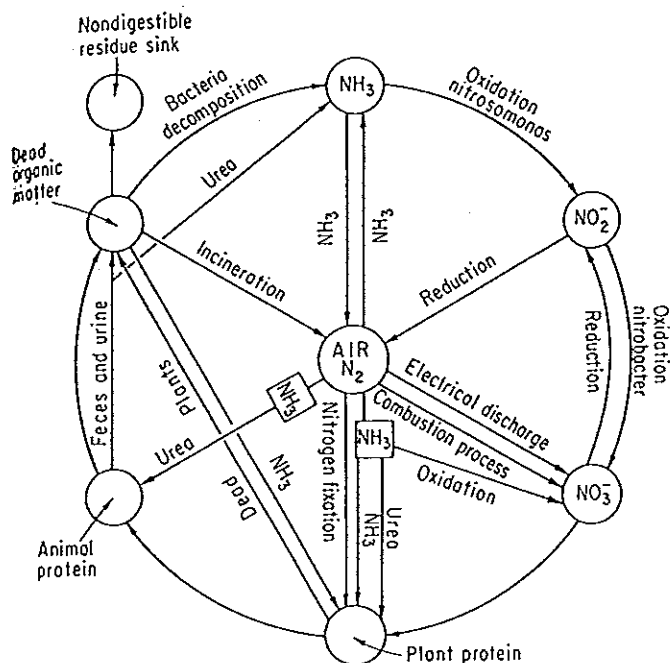 Nondigestible
residue sink
Bacteria
decomposition
NH3
Oxidation
nitrosomonas
Dead
organic
matter
Urea
NH3
NH3
NO2-
Incineration
Reduction
Feces and urine
AIR
N2
Reduction
Oxidation
nitrobacter
Plants
NH3
Electrical discharge
Combustion process
NH3
Urea
NH3
Nitrogen fixation
Oxidation
NO3-
Dead
Urea
NH3
Animal
protein
Plant protein